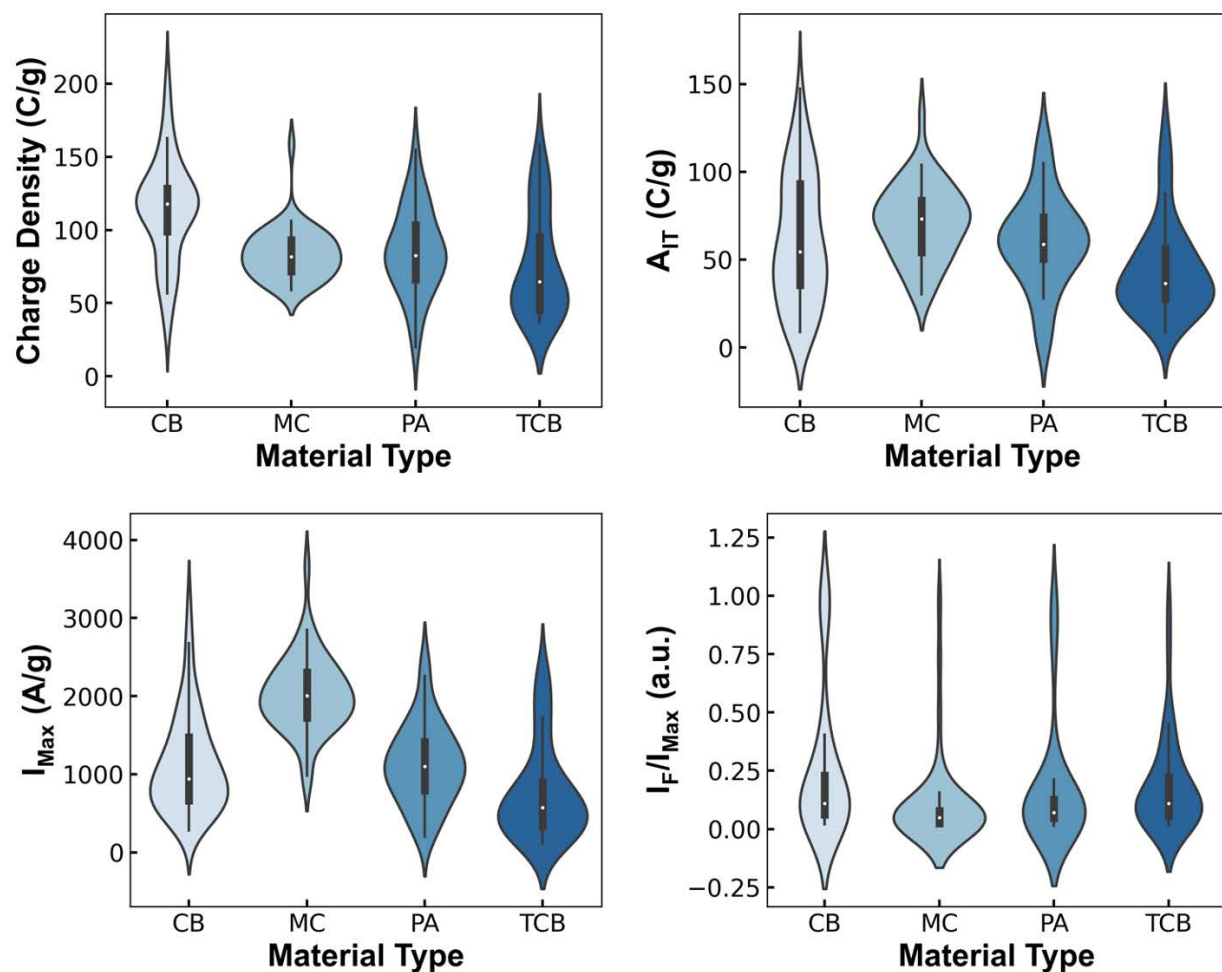 Charge Density (C/g)
200
150
100
50
0
CB MC PA TCB
Material Type
A_IT (C/g)
150
100
50
0
CB MC PA TCB
Material Type
I_Max (A/g)
4000
3000
2000
1000
0
CB MC PA TCB
Material Type
I_F/I_Max (a.u.)
1.25
1.00
0.75
0.50
0.25
0.00
−0.25
CB MC PA TCB
Material Type